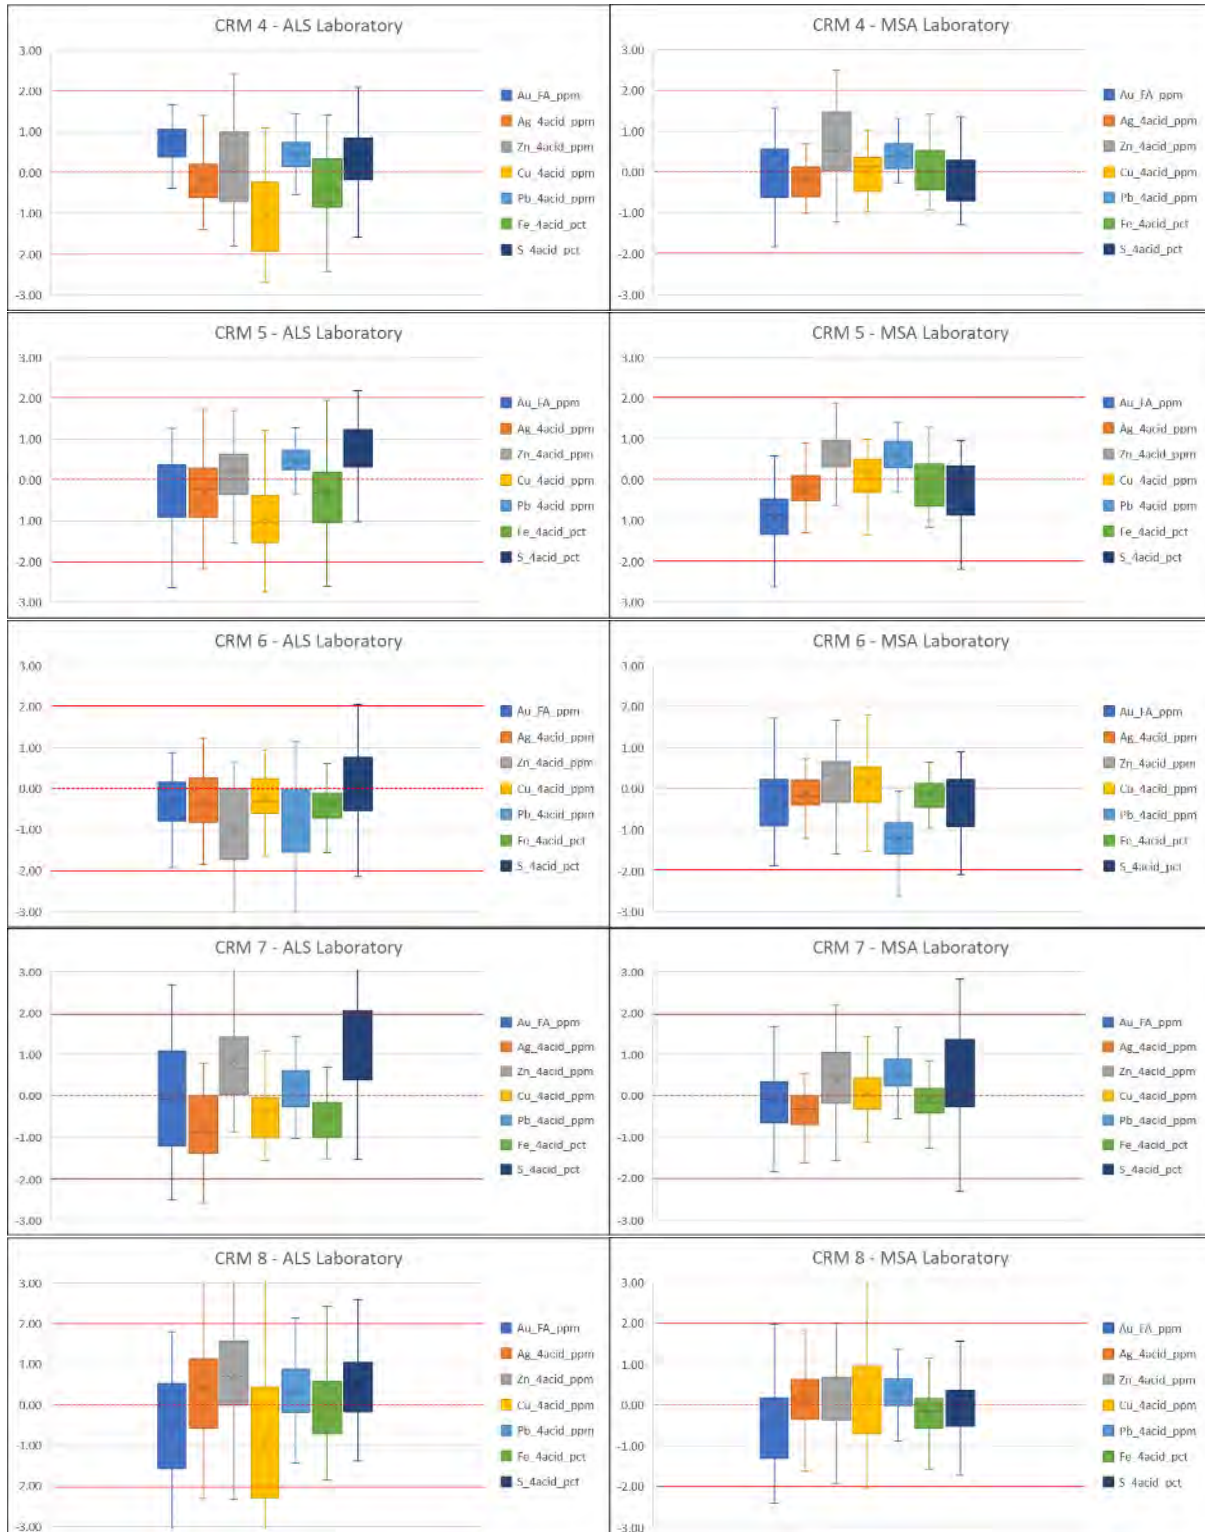 CRM 4 - ALS Laboratory
3.00
2.00
1.00
0.00
-1.00
-2.00
-3.00
Au_FA_ppm
Ag_4acid_ppm
Zn_4acid_ppm
Cu_4acid_ppm
Pb_4acid_ppm
Fe_4acid_pct
S_4acid_pct
CRM 4 - MSA Laboratory
3.00
2.00
1.00
0.00
-1.00
-2.00
-3.00
Au_FA_ppm
Ag_4acid_ppm
Zn_4acid_ppm
Cu_4acid_ppm
Pb_4acid_ppm
Fe_4acid_pct
S_4acid_pct
CRM 5 - ALS Laboratory
3.00
2.00
1.00
0.00
1.00
2.00
3.00
Au_FA_ppm
Ag_4acid_ppm
Zn_4acid_ppm
Cu_4acid_ppm
Pb_4acid_ppm
Fe_4acid_pct
S_4acid_pct
CRM 5 - MSA Laboratory
3.00
2.00
1.00
0.00
1.00
-2.00
3.00
Au_FA_ppm
Ag_4acid_ppm
Zn_4acid_ppm
Cu_4acid_ppm
Pb_4acid_ppm
Fe_4acid_pct
S_4acid_pct
CRM 6 - ALS Laboratory
3.00
2.00
1.00
0.00
-1.00
-2.00
-3.00
Au_FA_ppm
Ag_4acid_ppm
Zn_4acid_ppm
Cu_4acid_ppm
Pb_4acid_ppm
Fe_4acid_pct
S_4acid_pct
CRM 6 - MSA Laboratory
3.00
2.00
1.00
0.00
1.00
-2.00
-3.00
Au_FA_ppm
Ag_4acid_ppm
Zn_4acid_ppm
Cu_4acid_ppm
Pb_4acid_ppm
Fe_4acid_pct
S_4acid_pct
CRM 7 - ALS Laboratory
3.00
2.00
1.00
0.00
-1.00
-2.00
-3.00
Au_FA_ppm
Ag_4acid_ppm
Zn_4acid_ppm
Cu_4acid_ppm
Pb_4acid_ppm
Fe_4acid_pct
S_4acid_pct
CRM 7 - MSA Laboratory
3.00
2.00
1.00
0.00
-1.00
-2.00
-3.00
Au_FA_ppm
Ag_4acid_ppm
Zn_4acid_ppm
Cu_4acid_ppm
Pb_4acid_ppm
Fe_4acid_pct
S_4acid_pct
CRM 8 - ALS Laboratory
3.00
2.00
1.00
0.00
-1.00
-2.00
-3.00
Au_FA_ppm
Ag_4acid_ppm
Zn_4acid_ppm
Cu_4acid_ppm
Pb_4acid_ppm
Fe_4acid_pct
S_4acid_pct
CRM 8 - MSA Laboratory
3.00
2.00
1.00
0.00
-1.00
-2.00
-3.00
Au_FA_ppm
Ag_4acid_ppm
Zn_4acid_ppm
Cu_4acid_ppm
Pb_4acid_ppm
Fe_4acid_pct
S_4acid_pct